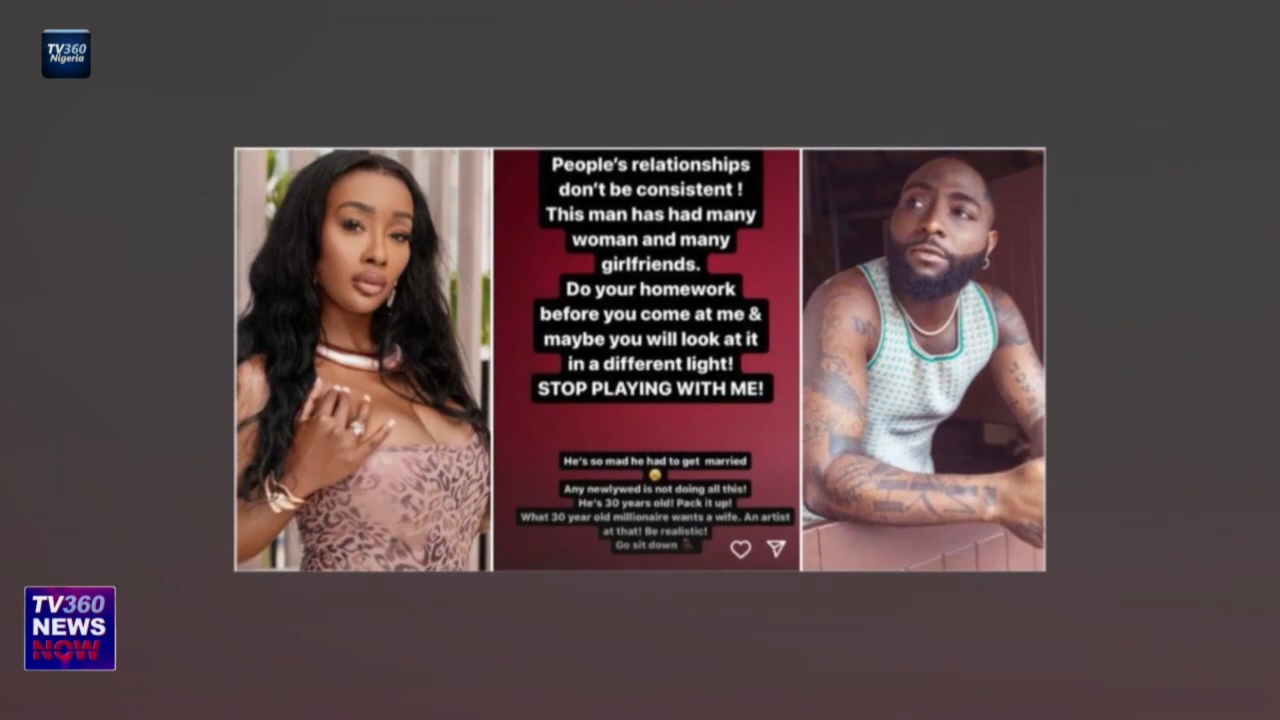 TV360
Nigeria
People's relationships
don't be consistent !
This man has had many
woman and many
girlfriends.
Do your homework
before you come at me &
maybe you will look at it
in a different light!
STOP PLAYING WITH ME!
He's so mad he had to get married
Any newlywed is not doing all this!
He's 30 years old! Pack it up!
What 30 year old millionaire wants a wife. An artist
at that! Be realistic!
Go sit down
TV360
NEWS
NOW